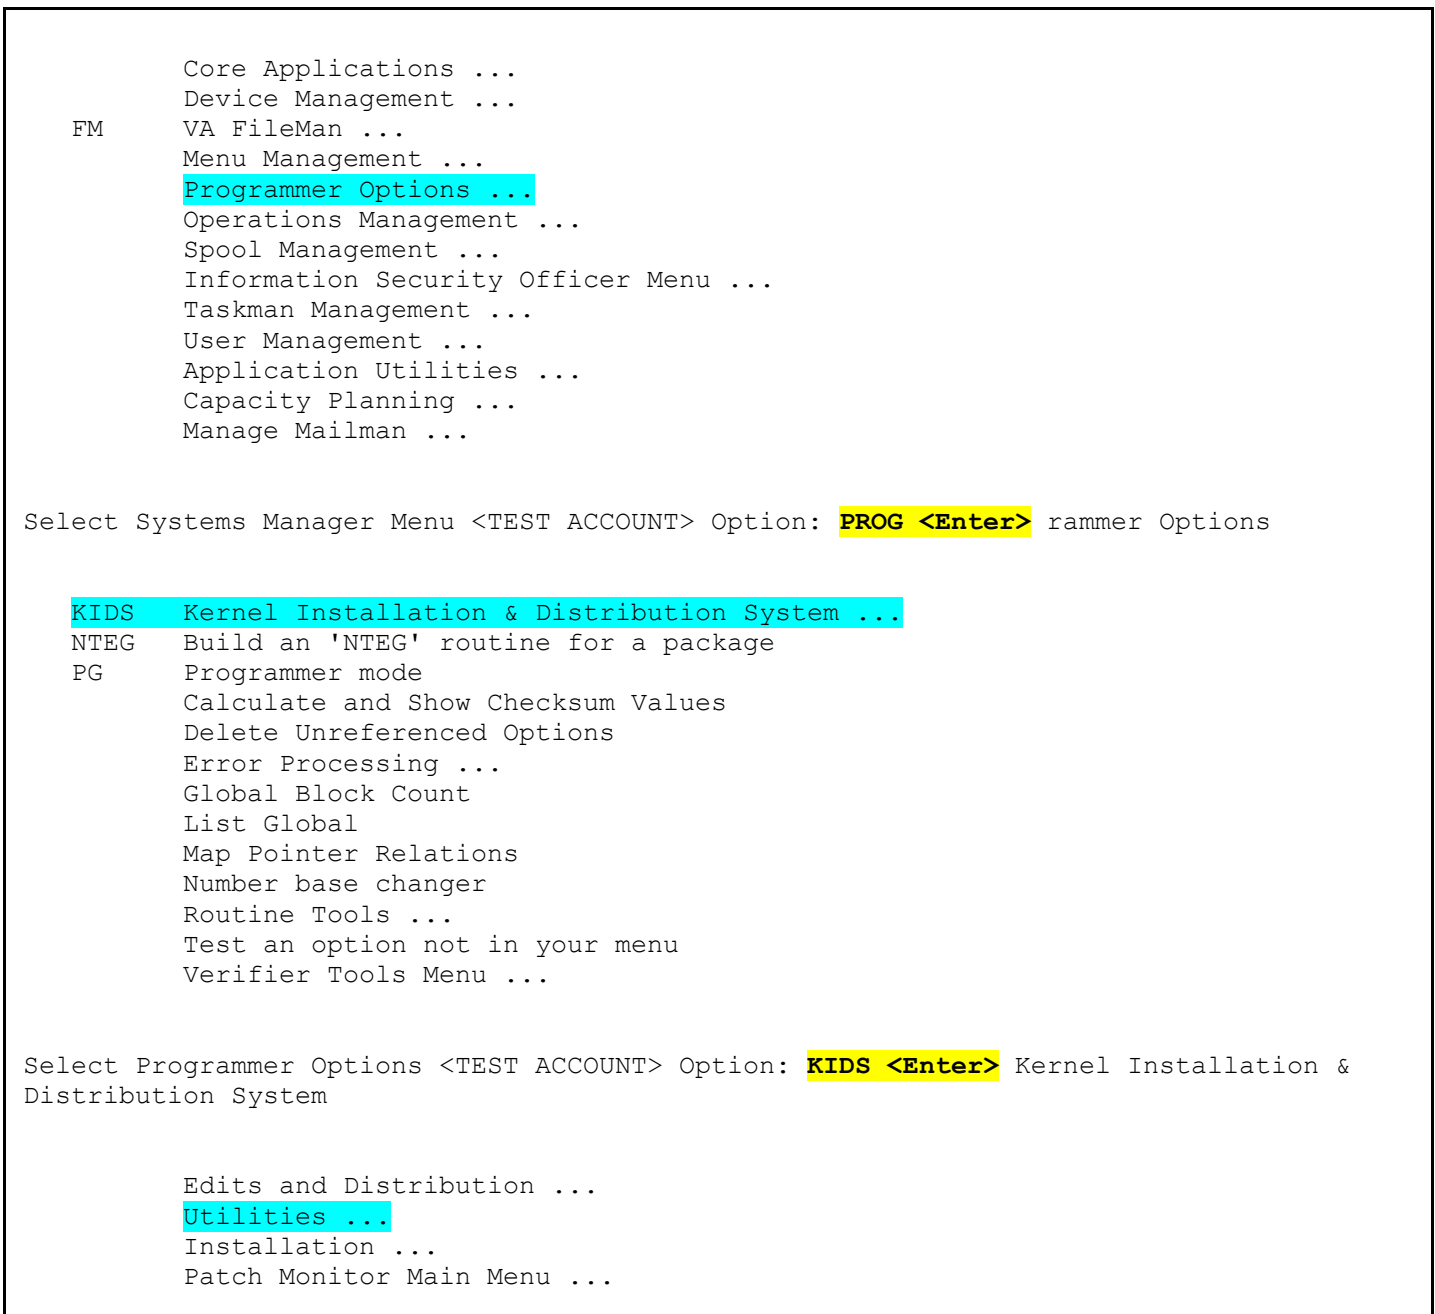 Core Applications ...
Device Management ...
FM VA FileMan ...
Menu Management ...
Programmer Options ...
Operations Management ...
Spool Management ...
Information Security Officer Menu ...
Taskman Management ...
User Management ...
Application Utilities ...
Capacity Planning ...
Manage Mailman ...
Select Systems Manager Menu <TEST ACCOUNT> Option: PROG <Enter> rammer Options
KIDS Kernel Installation & Distribution System ...
NTEG Build an 'NTEG' routine for a package
PG Programmer mode
Calculate and Show Checksum Values
Delete Unreferenced Options
Error Processing ...
Global Block Count
List Global
Map Pointer Relations
Number base changer
Routine Tools ...
Test an option not in your menu
Verifier Tools Menu ...
Select Programmer Options <TEST ACCOUNT> Option: KIDS <Enter> Kernel Installation &
Distribution System
Edits and Distribution ...
Utilities ...
Installation ...
Patch Monitor Main Menu ...